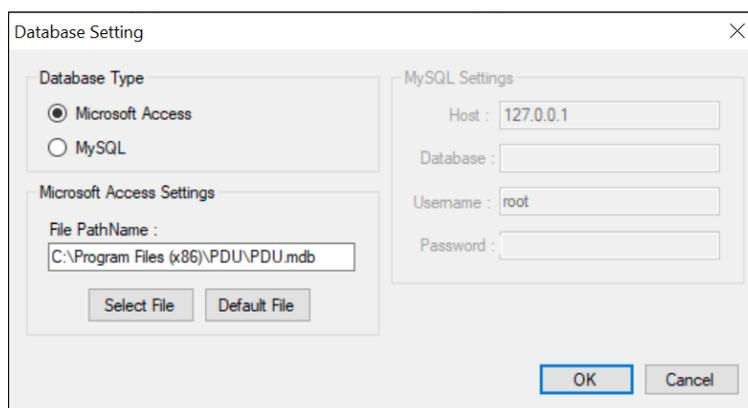 Database Setting
Database Type
Microsoft Access
MySQL
Microsoft Access Settings
File PathName :
C:\Program Files (x86)\PDU\PDU.mdb
Select File
Default File
MySQL Settings
Host : 127.0.0.1
Database :
Username : root
Password :
OK
Cancel